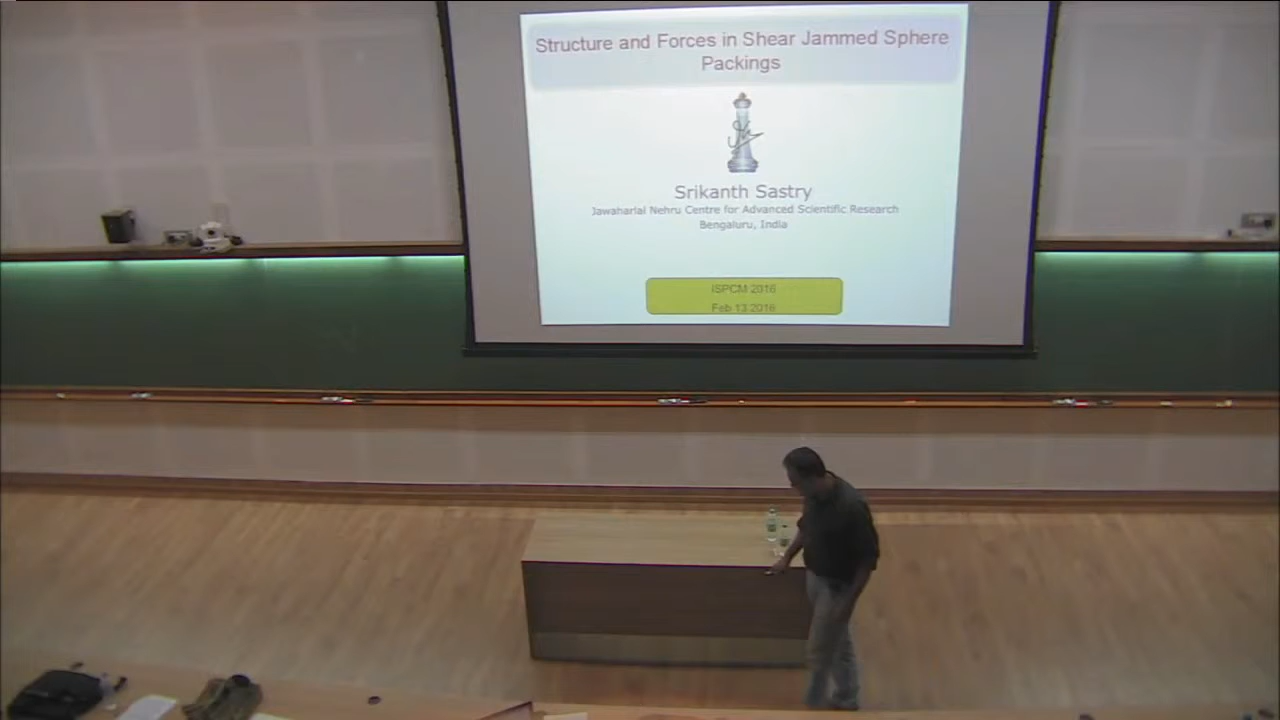 Structure and Forces in Shear Jammed Sphere
Packings
Srikanth Sastry
Jawaharlal Nehru Centre for Advanced Scientific Research
Bengaluru, India
ISPCM 2016
Feb 13 2016